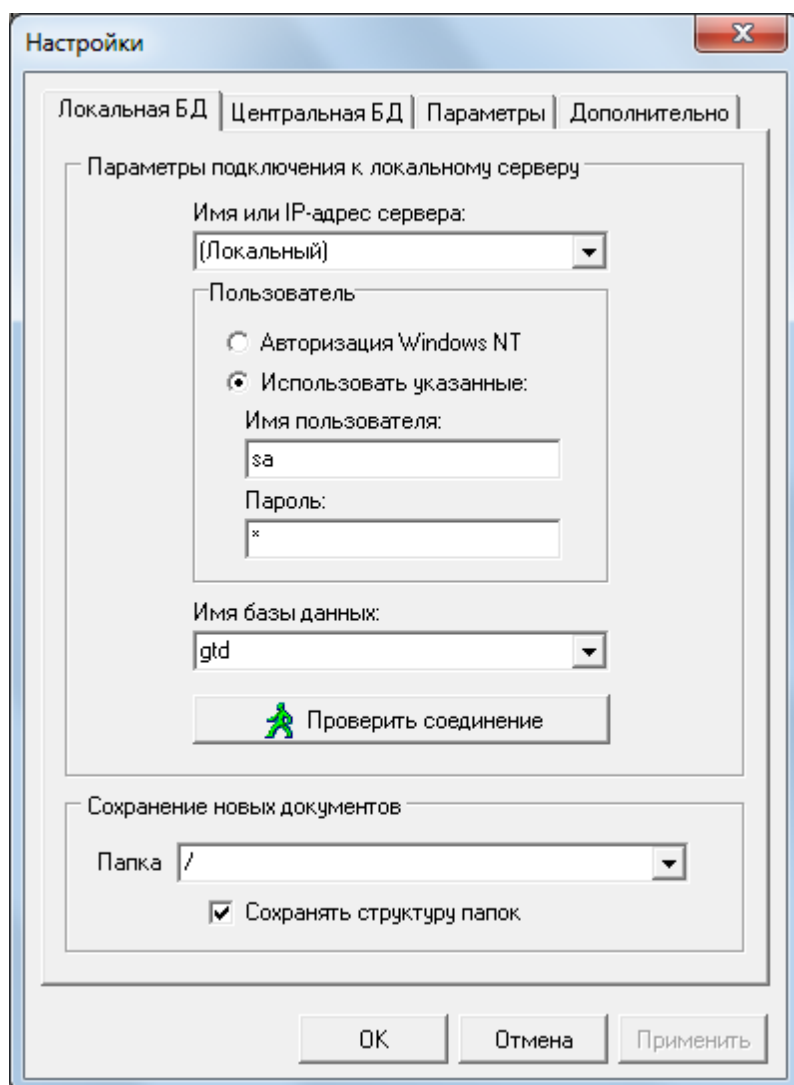 Настройки
Локальная БД Центральная БД Параметры Дополнительно
Параметры подключения к локальному серверу
Имя или IP-адрес сервера:
(Локальный)
Пользователь
Авторизация Windows NT
Использовать указанные:
Имя пользователя:
sa
Пароль:
*
Имя базы данных:
gtd
Проверить соединение
Сохранение новых документов
Папка /
Сохранять структуру папок
OK Отмена Применить